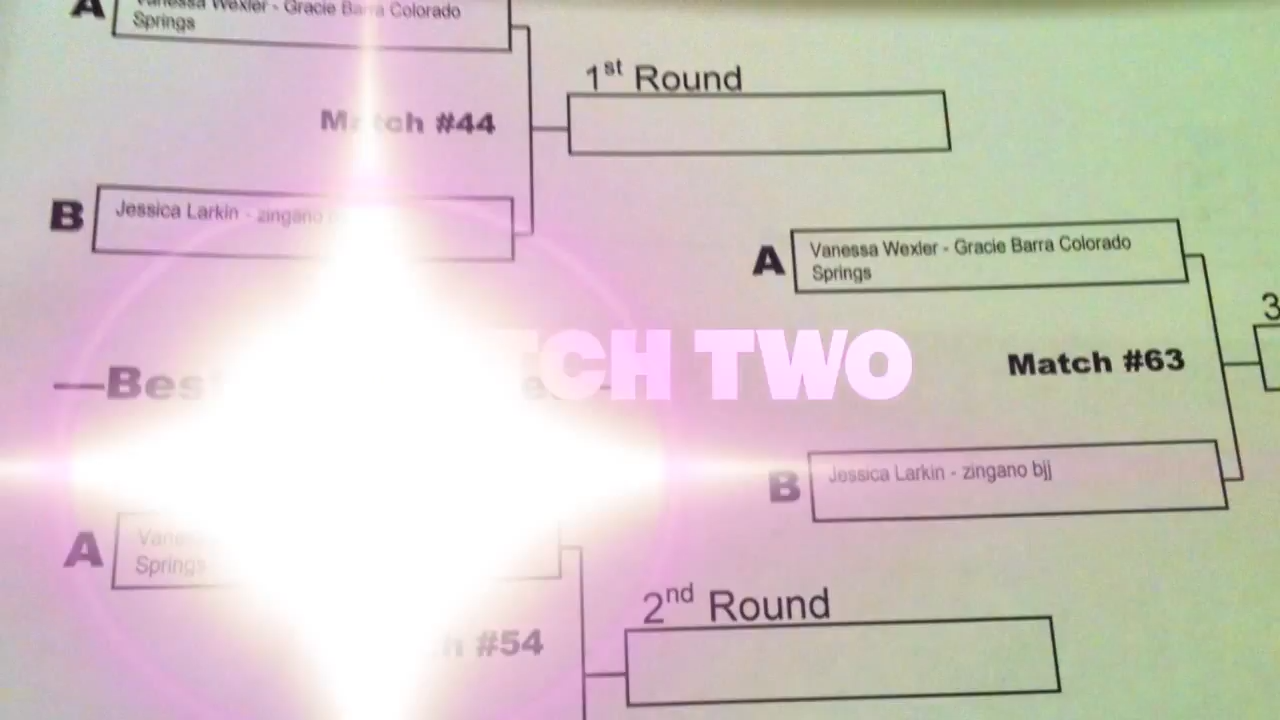 A
Vanessa Wexler - Gracie Barra Colorado
Springs
1st Round
Match #44
B
Jessica Larkin - zingano
A
Vanessa Wexler - Gracie Barra Colorado
Springs
3
Match #63
TWO
B
Jessica Larkin - zingano bjj
A
Springs
2nd Round
#54